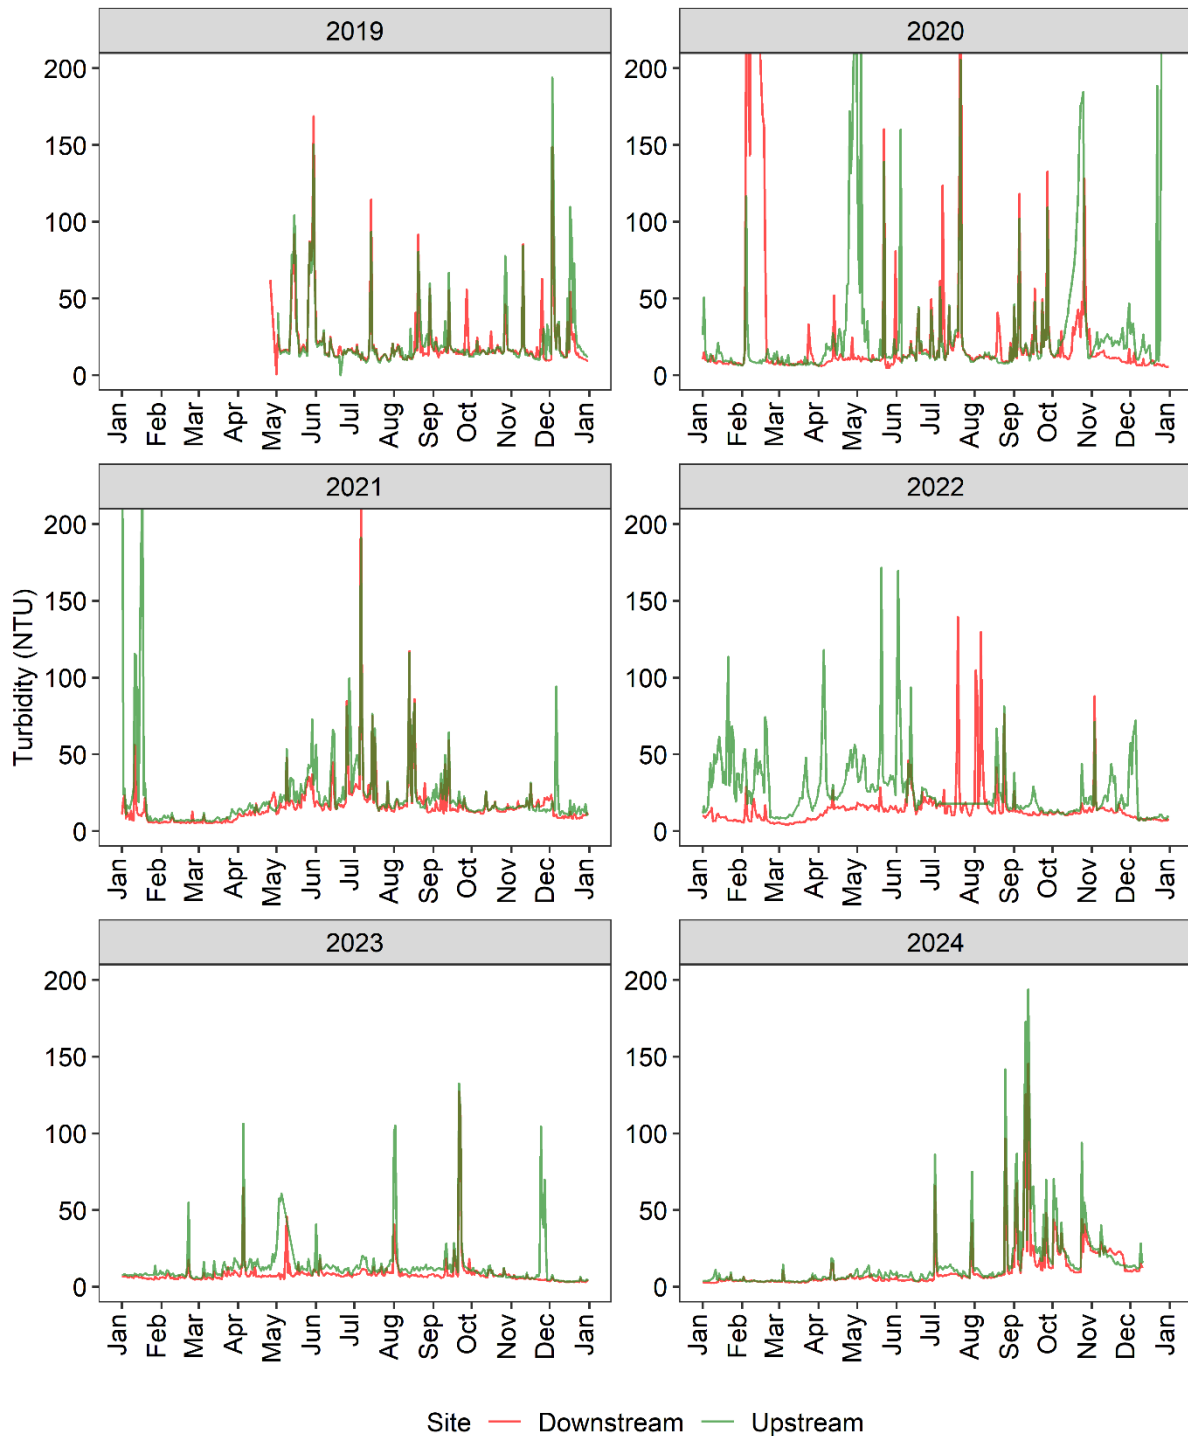 2019
2020
200
150
100
50
0
Jan
Feb
Mar
Apr
May
Jun
Jul
Aug
Sep
Oct
Nov
Dec
Jan
200
150
100
50
0
Jan
Feb
Mar
Apr
May
Jun
Jul
Aug
Sep
Oct
Nov
Dec
Jan
2021
2022
Turbidity (NTU)
200
150
100
50
0
Jan
Feb
Mar
Apr
May
Jun
Jul
Aug
Sep
Oct
Nov
Dec
Jan
200
150
100
50
0
Jan
Feb
Mar
Apr
May
Jun
Jul
Aug
Sep
Oct
Nov
Dec
Jan
2023
2024
200
150
100
50
0
Jan
Feb
Mar
Apr
May
Jun
Jul
Aug
Sep
Oct
Nov
Dec
Jan
200
150
100
50
0
Jan
Feb
Mar
Apr
May
Jun
Jul
Aug
Sep
Oct
Nov
Dec
Jan
Site Downstream Upstream